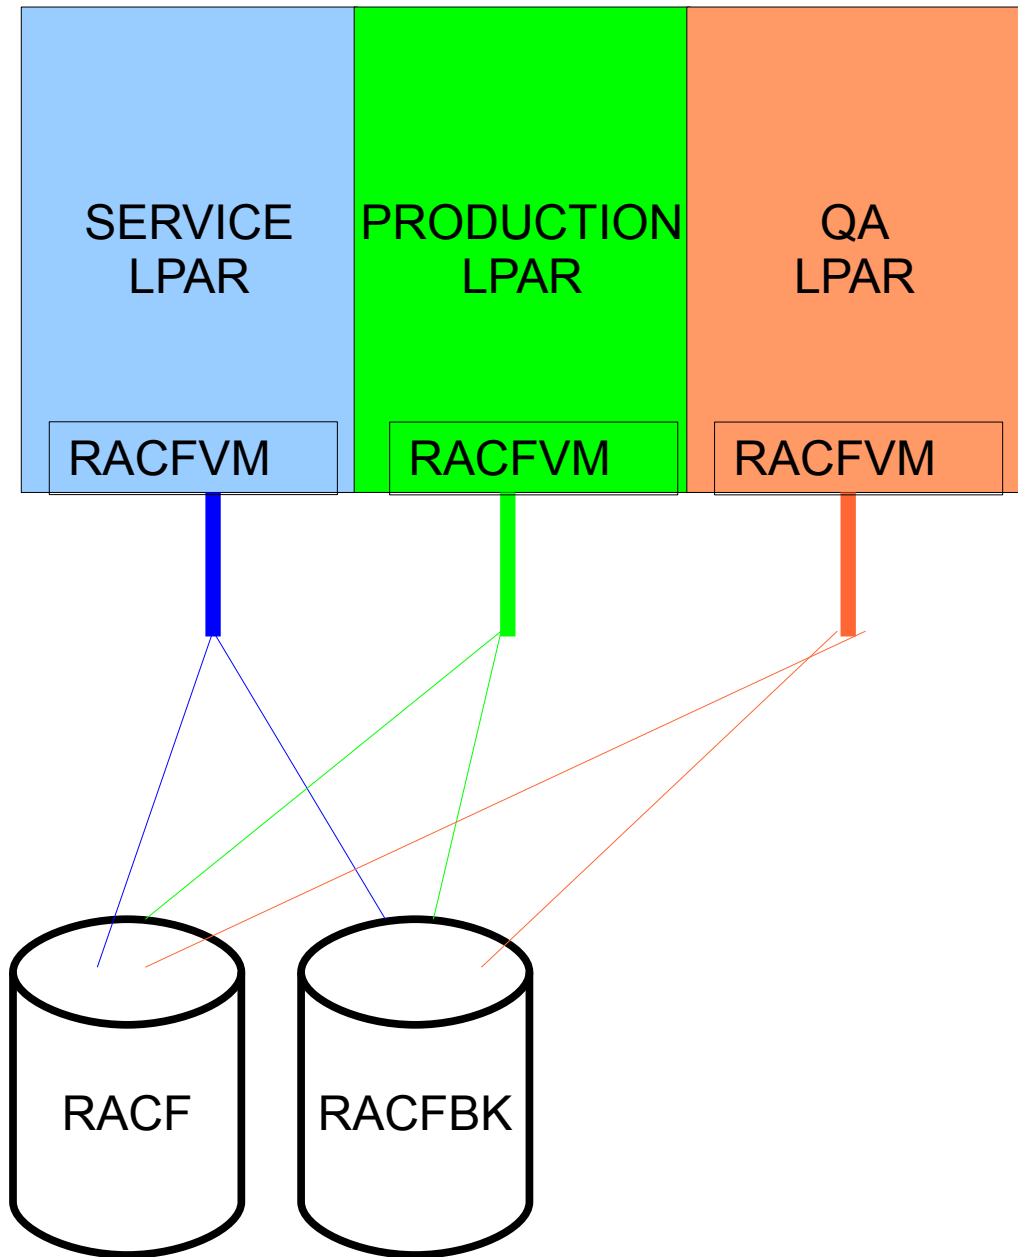 SERVICE
LPAR
PRODUCTION
LPAR
QA
LPAR
RACFVM
RACFVM
RACFVM
RACF
RACFBK